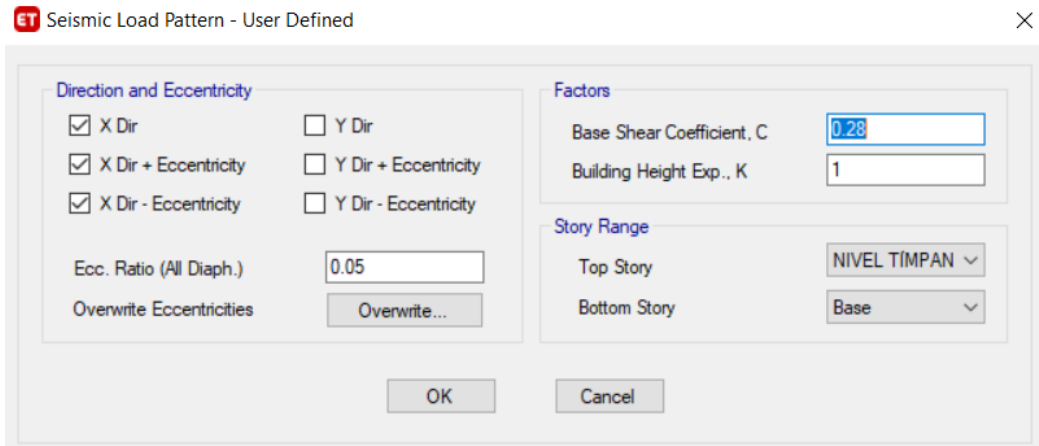 ET Seismic Load Pattern - User Defined
Direction and Eccentricity
X Dir
Y Dir
X Dir + Eccentricity
Y Dir + Eccentricity
X Dir - Eccentricity
Y Dir - Eccentricity
Ecc. Ratio (All Diaph.) 0.05
Overwrite Eccentricities Overwrite...
Factors
Base Shear Coefficient, C 0.28
Building Height Exp., K 1
Story Range
Top Story NIVEL TÍMPAN
Bottom Story Base
OK Cancel